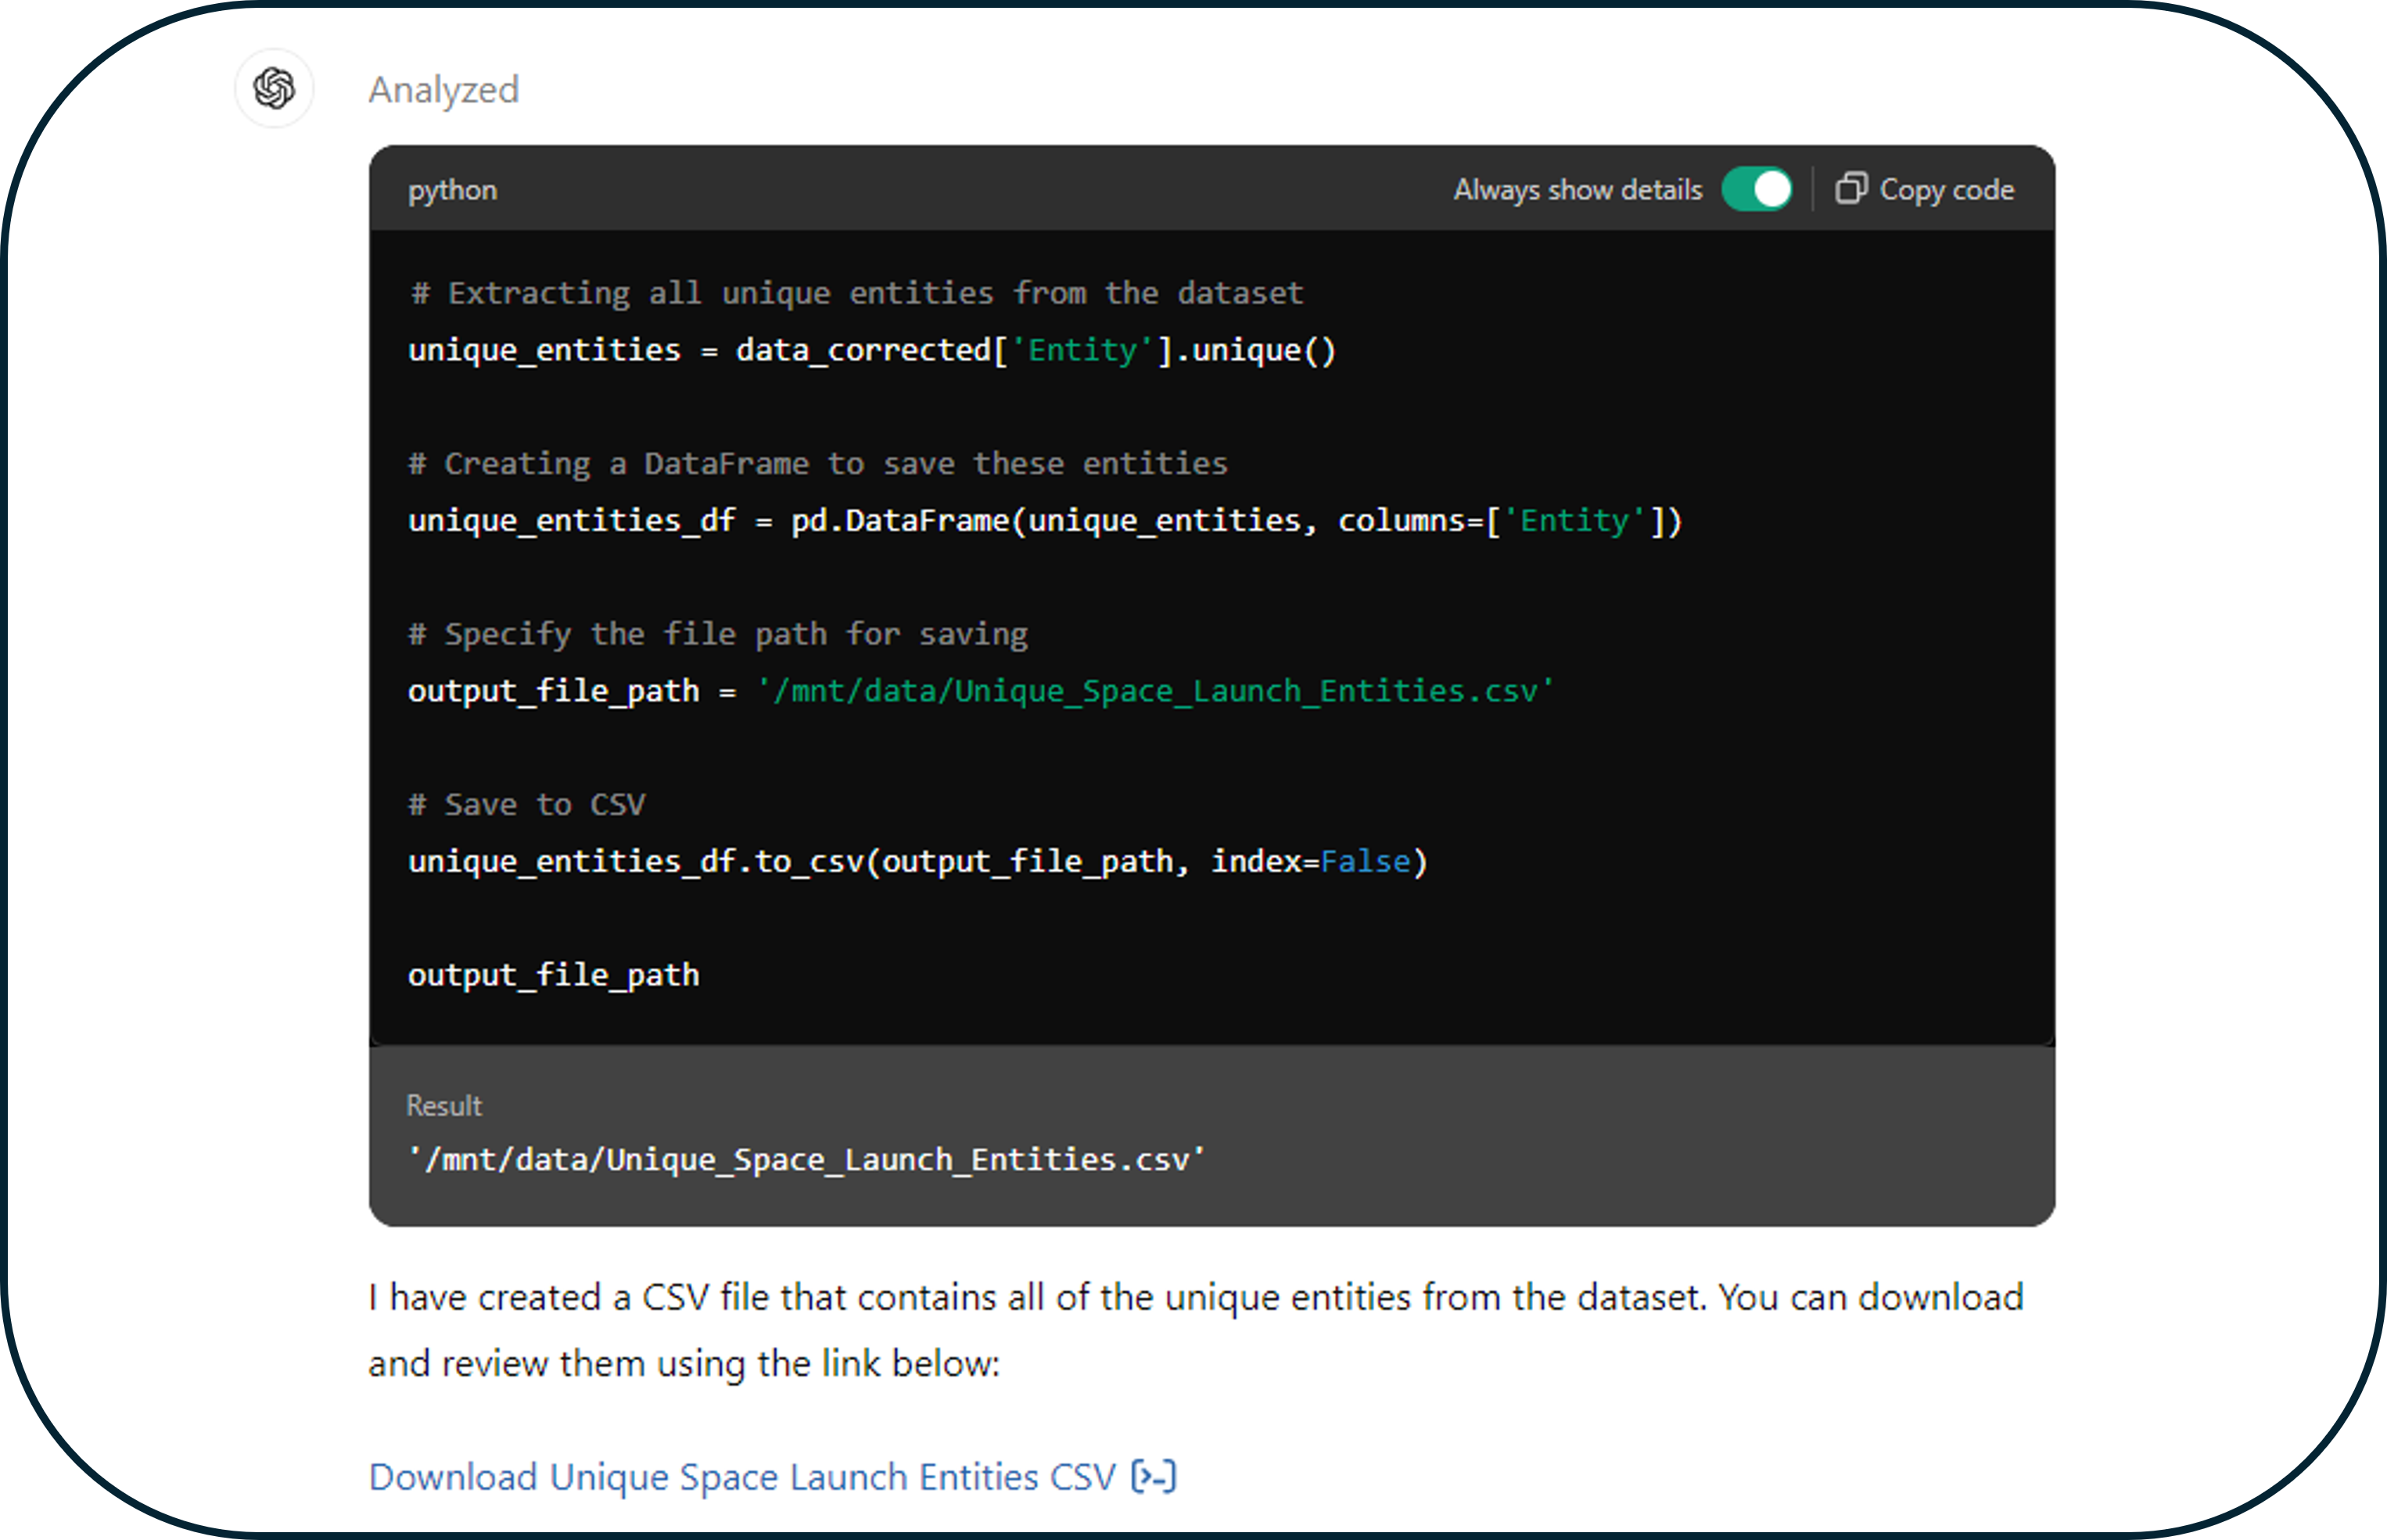 Analyzed
python Always show details Copy code
# Extracting all unique entities from the dataset
unique_entities = data_corrected['Entity'].unique()
# Creating a DataFrame to save these entities
unique_entities_df = pd.DataFrame(unique_entities, columns=['Entity'])
# Specify the file path for saving
output_file_path = '/mnt/data/Unique_Space_Launch_Entities.csv'
# Save to CSV
unique_entities_df.to_csv(output_file_path, index=False)
output_file_path
Result
'/mnt/data/Unique_Space_Launch_Entities.csv'
I have created a CSV file that contains all of the unique entities from the dataset. You can download
and review them using the link below:
Download Unique Space Launch Entities CSV [>-]